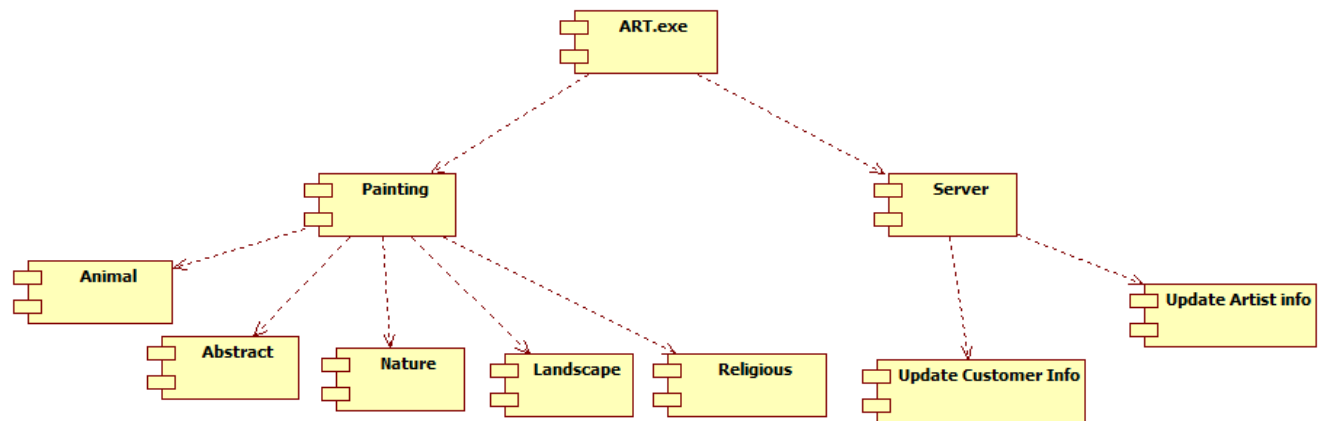 ART.exe
Painting
Server
Animal
Update Artist info
Abstract
Nature
Landscape
Religious
Update Customer Info